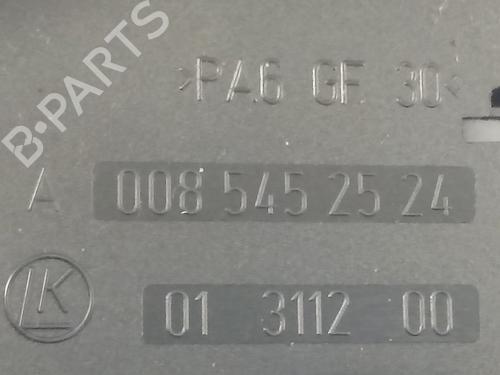 >PA6 GF 30<
B-PARTS
A 008 545 25 24
LK 01 3112 00